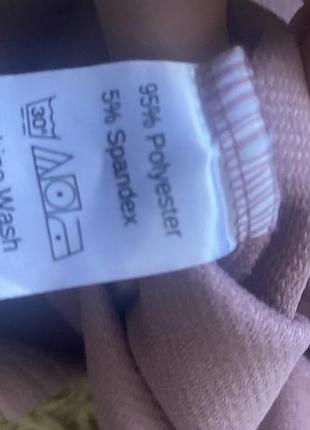 95% Polyester
5% Spandex
30°
Wash